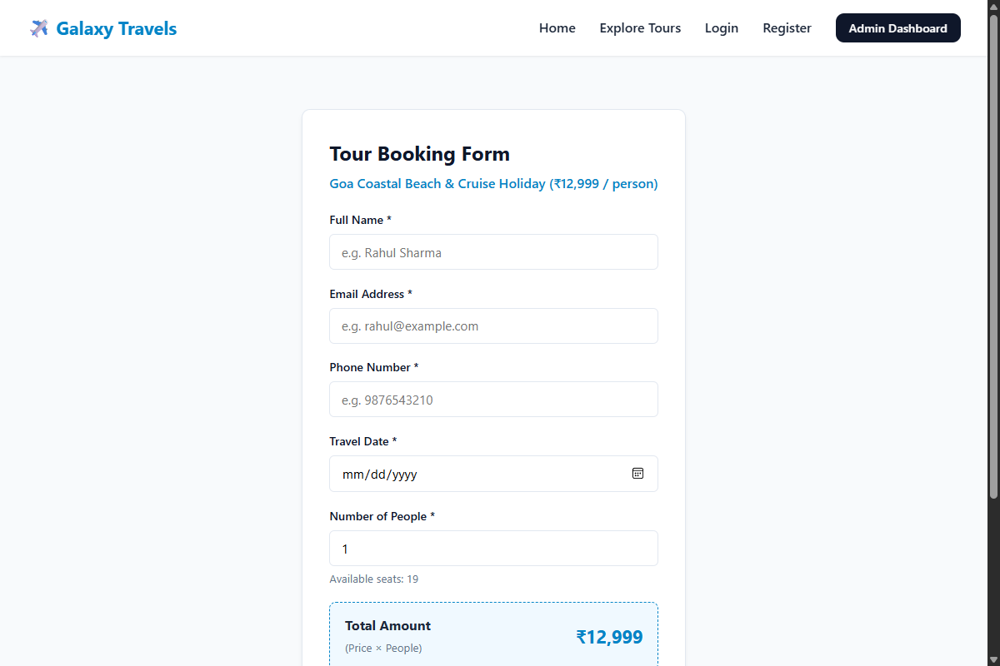 Galaxy Travels
Home
Explore Tours
Login
Register
Admin Dashboard
Tour Booking Form
Goa Coastal Beach & Cruise Holiday (₹12,999 / person)
Full Name *
e.g. Rahul Sharma
Email Address *
e.g. rahul@example.com
Phone Number *
e.g. 9876543210
Travel Date *
mm/dd/yyyy
Number of People *
1
Available seats: 19
Total Amount
(Price × People)
₹12,999